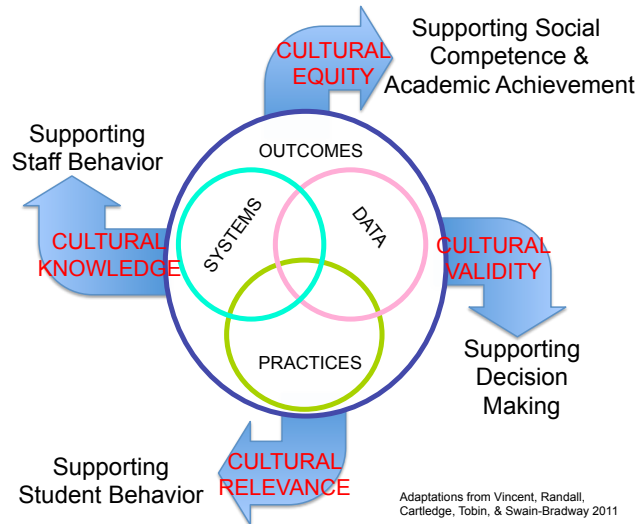 CULTURAL
EQUITY
Supporting Social
Competence &
Academic Achievement
Supporting
Staff Behavior
OUTCOMES
SYSTEMS
DATA
CULTURAL
KNOWLEDGE
CULTURAL
VALIDITY
PRACTICES
Supporting
Decision
Making
CULTURAL
RELEVANCE
Supporting
Student Behavior
Adaptations from Vincent, Randall,
Cartledge, Tobin, & Swain-Bradway 2011